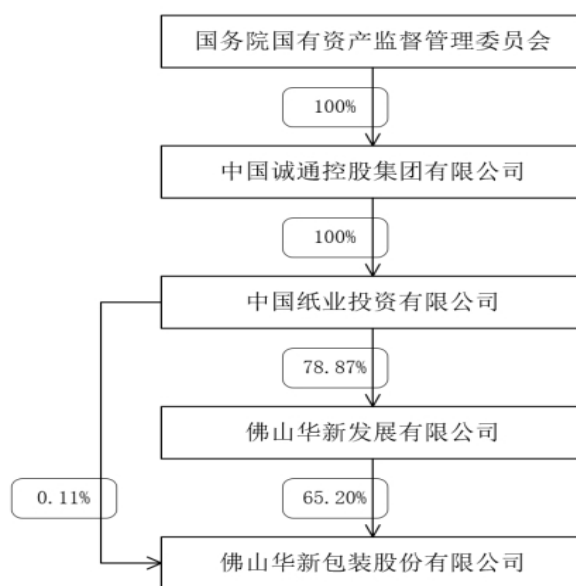 国务院国有资产监督管理委员会
100%
中国诚通控股集团有限公司
100%
中国纸业投资有限公司
78.87%
佛山华新发展有限公司
0.11%
65.20%
佛山华新包装股份有限公司